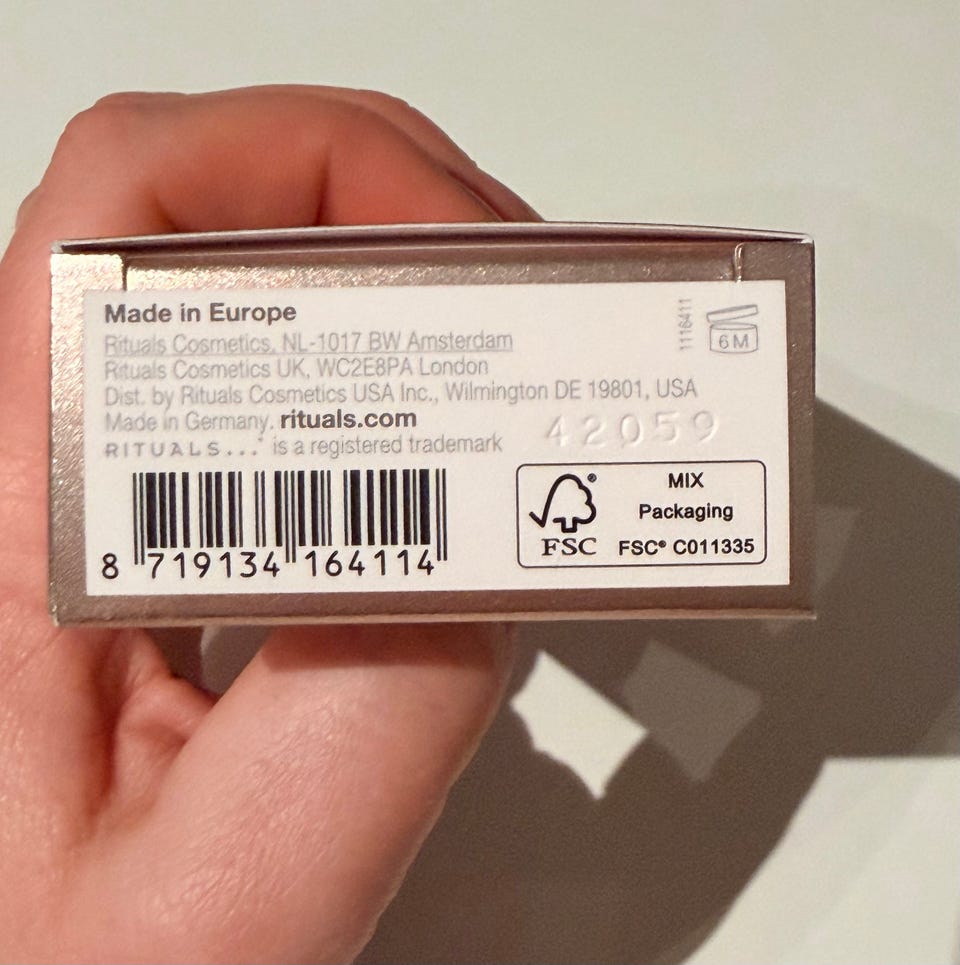 Made in Europe
Rituals Cosmetics, NL-1017 BW Amsterdam
Rituals Cosmetics UK, WC2E8PA London
Dist. by Rituals Cosmetics USA Inc., Wilmington DE 19801, USA
Made in Germany. rituals.com
RITUALS...® is a registered trademark
1116411
6M
42059
8 719134 164114
FSC®
MIX
Packaging
FSC® C011335